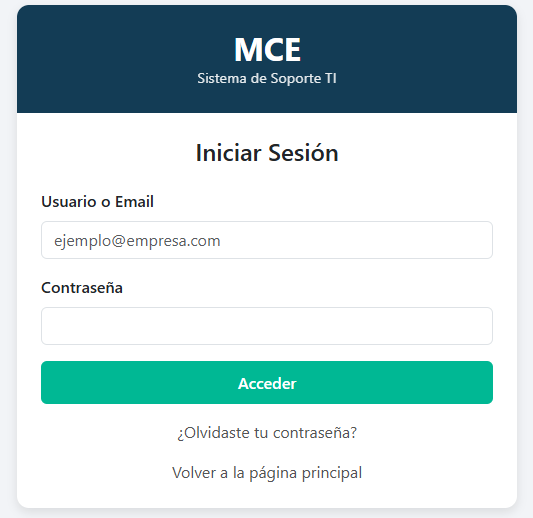 MCE
Sistema de Soporte TI
Iniciar Sesión
Usuario o Email
ejemplo@empresa.com
Contraseña
Acceder
¿Olvidaste tu contraseña?
Volver a la página principal